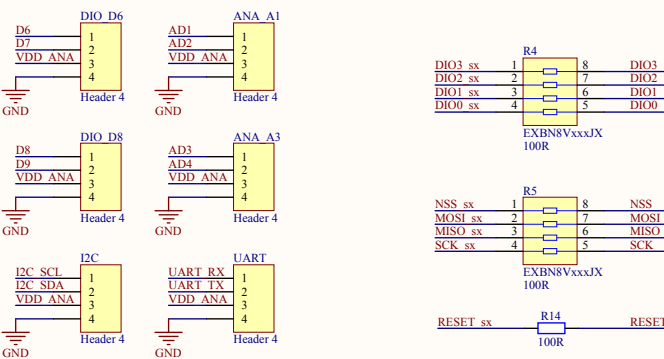 DIO_D6
D6
D7
VDD_ANA
1
2
3
4
GND
Header 4
ANA_A1
AD1
AD2
VDD_ANA
1
2
3
4
GND
Header 4
DIO_D8
D8
D9
VDD_ANA
1
2
3
4
GND
Header 4
ANA_A3
AD3
AD4
VDD_ANA
1
2
3
4
GND
Header 4
I2C
I2C_SCL
I2C_SDA
VDD_ANA
1
2
3
4
GND
Header 4
UART
UART_RX
UART_TX
VDD_ANA
1
2
3
4
GND
Header 4
R4
DIO3_sx 1 8 DIO3
DIO2_sx 2 7 DIO2
DIO1_sx 3 6 DIO1
DIO0_sx 4 5 DIO0
EXBN8VxxxJX
100R
R5
NSS_sx 1 8 NSS
MOSI_sx 2 7 MOSI
MISO_sx 3 6 MISO
SCK_sx 4 5 SCK
EXBN8VxxxJX
100R
R14
RESET_sx RESET
100R